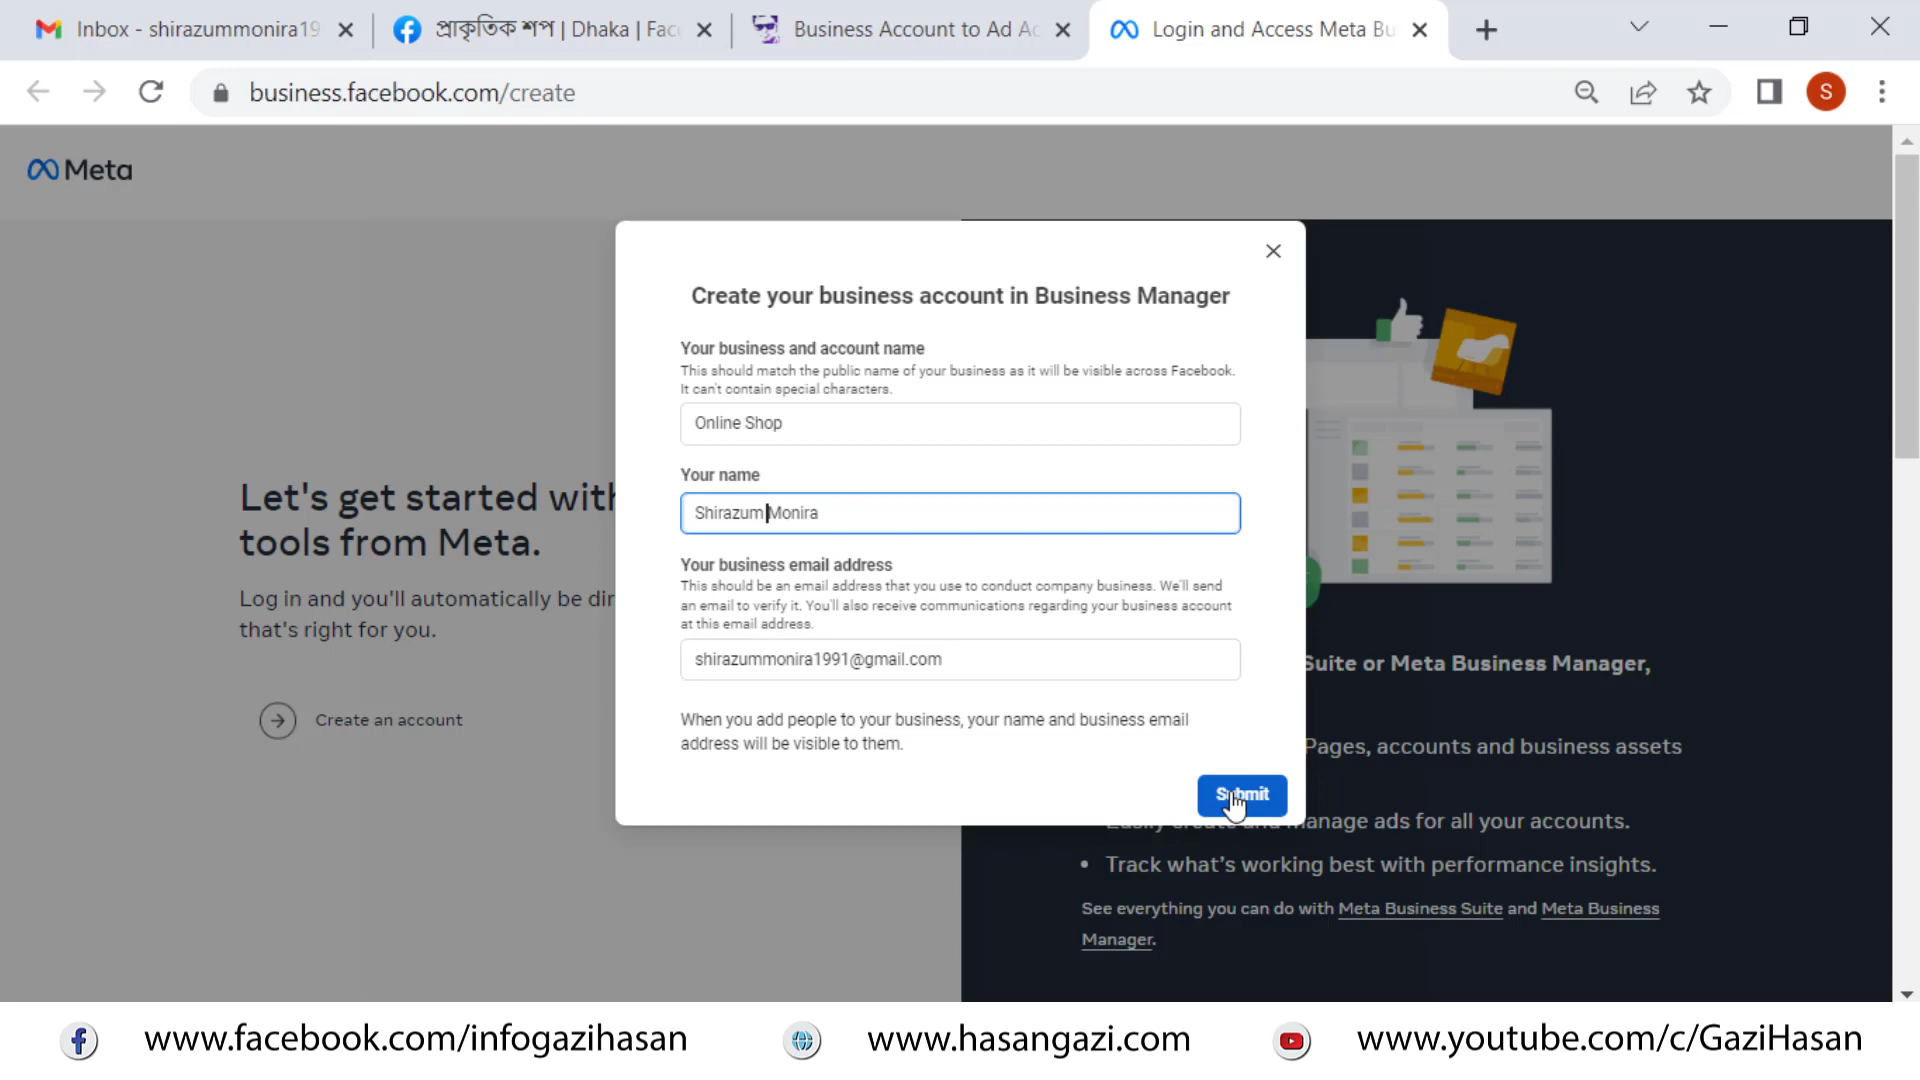 Inbox - shirazummonira19
প্রাকৃতিক শপ | Dhaka | Fac
Business Account to Ad Ac
Login and Access Meta Bu
business.facebook.com/create
S
Meta
Create your business account in Business Manager
Your business and account name
This should match the public name of your business as it will be visible across Facebook.
It can't contain special characters.
Online Shop
Your name
Shirazum Monira
Your business email address
This should be an email address that you use to conduct company business. We'll send
an email to verify it. You'll also receive communications regarding your business account
at this email address.
shirazummonira1991@gmail.com
When you add people to your business, your name and business email
address will be visible to them.
Submit
Let's get started with
tools from Meta.
Log in and you'll automatically be dir
that's right for you.
Create an account
Suite or Meta Business Manager,
Pages, accounts and business assets
Easily create and manage ads for all your accounts.
• Track what's working best with performance insights.
See everything you can do with Meta Business Suite and Meta Business
Manager.
www.facebook.com/infogazihasan
www.hasangazi.com
www.youtube.com/c/GaziHasan